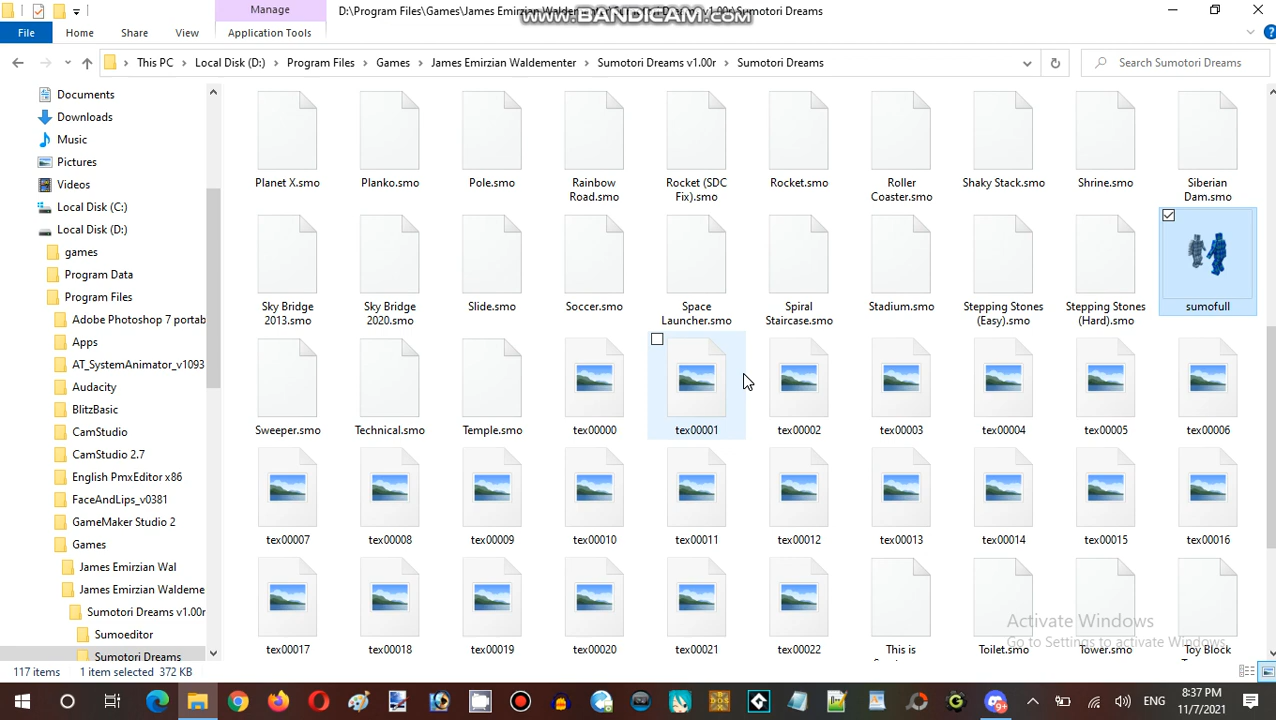 Manage
D:\Program Files\Games\James Emirzian Waldementer\Sumotori Dreams v1.00r\Sumotori Dreams
www.BANDICAM.com
File
Home
Share
View
Application Tools
This PC
Local Disk (D:)
Program Files
Games
James Emirzian Waldementer
Sumotori Dreams v1.00r
Sumotori Dreams
Search Sumotori Dreams
Documents
Downloads
Music
Pictures
Videos
Local Disk (C:)
Local Disk (D:)
games
Program Data
Program Files
Adobe Photoshop 7 portab
Apps
AT_SystemAnimator_v1093
Audacity
BlitzBasic
CamStudio
CamStudio 2.7
English PmxEditor x86
FaceAndLips_v0381
GameMaker Studio 2
Games
James Emirzian Wal
James Emirzian Waldeme
Sumotori Dreams v1.00r
Sumoeditor
Sumotori Dreams
Planet X.smo
Planko.smo
Pole.smo
Rainbow
Road.smo
Rocket (SDC
Fix).smo
Rocket.smo
Roller
Coaster.smo
Shaky Stack.smo
Shrine.smo
Siberian
Dam.smo
Sky Bridge
2013.smo
Sky Bridge
2020.smo
Slide.smo
Soccer.smo
Space
Launcher.smo
Spiral
Staircase.smo
Stadium.smo
Stepping Stones
(Easy).smo
Stepping Stones
(Hard).smo
sumofull
Sweeper.smo
Technical.smo
Temple.smo
tex00000
tex00001
tex00002
tex00003
tex00004
tex00005
tex00006
tex00007
tex00008
tex00009
tex00010
tex00011
tex00012
tex00013
tex00014
tex00015
tex00016
tex00017
tex00018
tex00019
tex00020
tex00021
tex00022
This is
Toilet.smo
Tower.smo
Toy Block
Activate Windows
Go to Settings to activate Windows.
117 items
1 item selected 372 KB
ENG
8:37 PM
11/7/2021